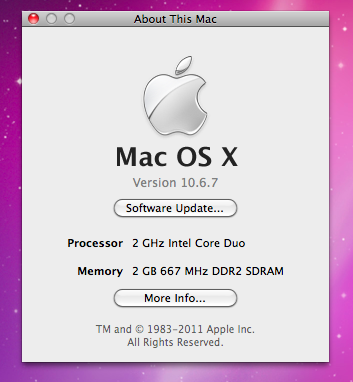 About This Mac
Mac OS X
Version 10.6.7
Software Update...
Processor 2 GHz Intel Core Duo
Memory 2 GB 667 MHz DDR2 SDRAM
More Info...
TM and © 1983-2011 Apple Inc.
All Rights Reserved.